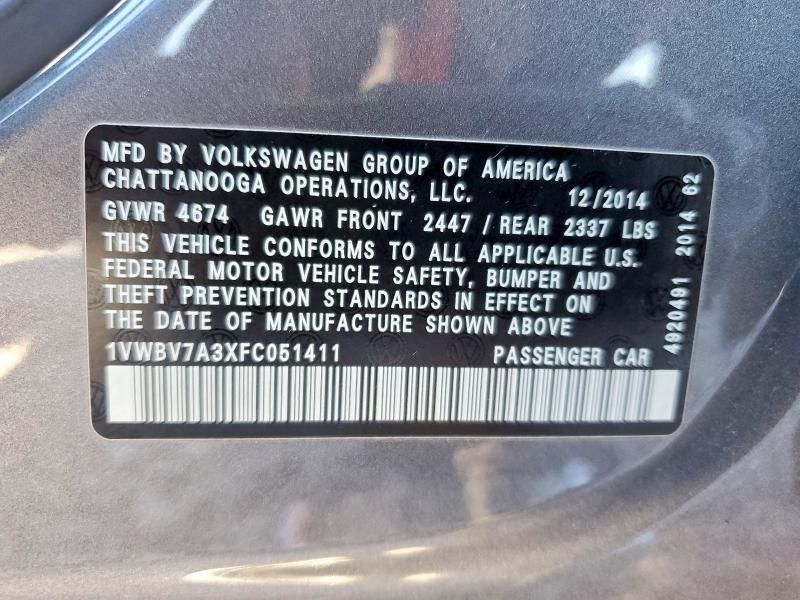 MFD BY VOLKSWAGEN GROUP OF AMERICA
CHATTANOOGA OPERATIONS, LLC. 12/2014
GVWR 4674 GAWR FRONT 2447 / REAR 2337 LBS
THIS VEHICLE CONFORMS TO ALL APPLICABLE U.S.
FEDERAL MOTOR VEHICLE SAFETY, BUMPER AND
THEFT PREVENTION STANDARDS IN EFFECT ON
THE DATE OF MANUFACTURE SHOWN ABOVE
1VWBV7A3XFC051411 PASSENGER CAR
4920491 2014 62